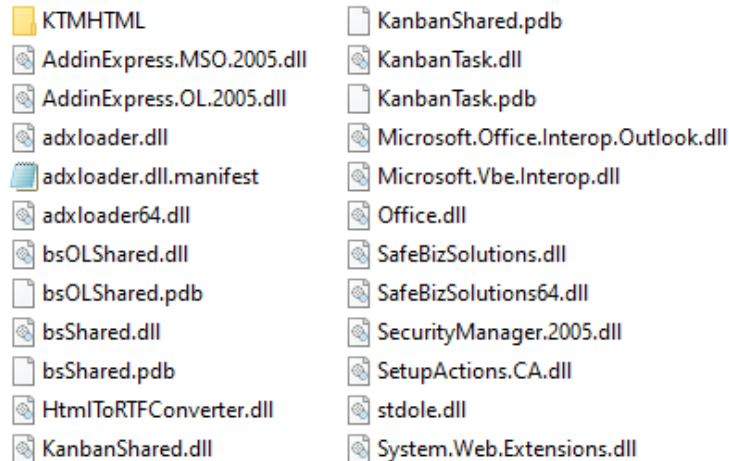 KTMHTML
AddinExpress.MSO.2005.dll
AddinExpress.OL.2005.dll
adxloader.dll
adxloader.dll.manifest
adxloader64.dll
bsOLShared.dll
bsOLShared.pdb
bsShared.dll
bsShared.pdb
HtmlToRTFConverter.dll
KanbanShared.dll
KanbanShared.pdb
KanbanTask.dll
KanbanTask.pdb
Microsoft.Office.Interop.Outlook.dll
Microsoft.Vbe.Interop.dll
Office.dll
SafeBizSolutions.dll
SafeBizSolutions64.dll
SecurityManager.2005.dll
SetupActions.CA.dll
stdole.dll
System.Web.Extensions.dll